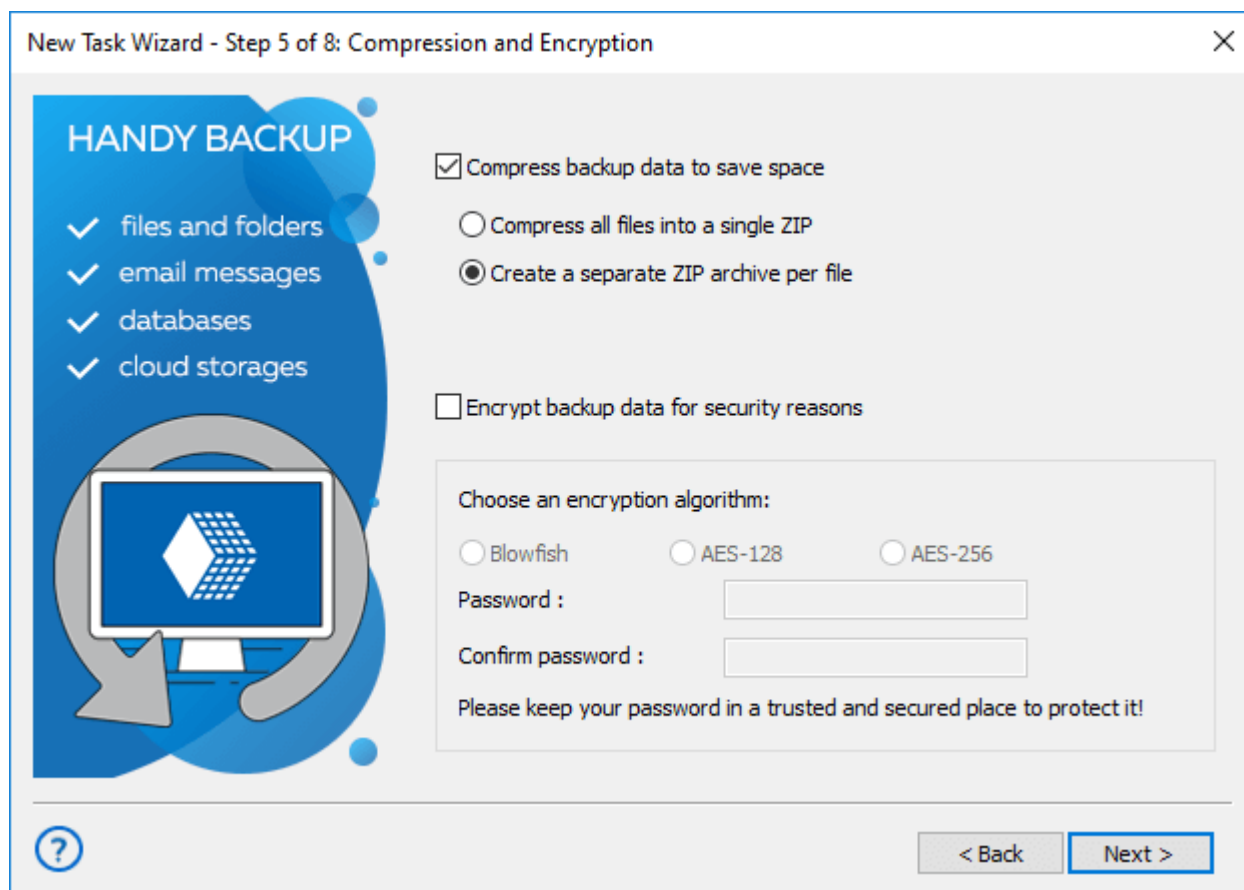 New Task Wizard - Step 5 of 8: Compression and Encryption
HANDY BACKUP
files and folders
email messages
databases
cloud storages
Compress backup data to save space
Compress all files into a single ZIP
Create a separate ZIP archive per file
Encrypt backup data for security reasons
Choose an encryption algorithm:
Blowfish AES-128 AES-256
Password :
Confirm password :
Please keep your password in a trusted and secured place to protect it!
?
< Back Next >